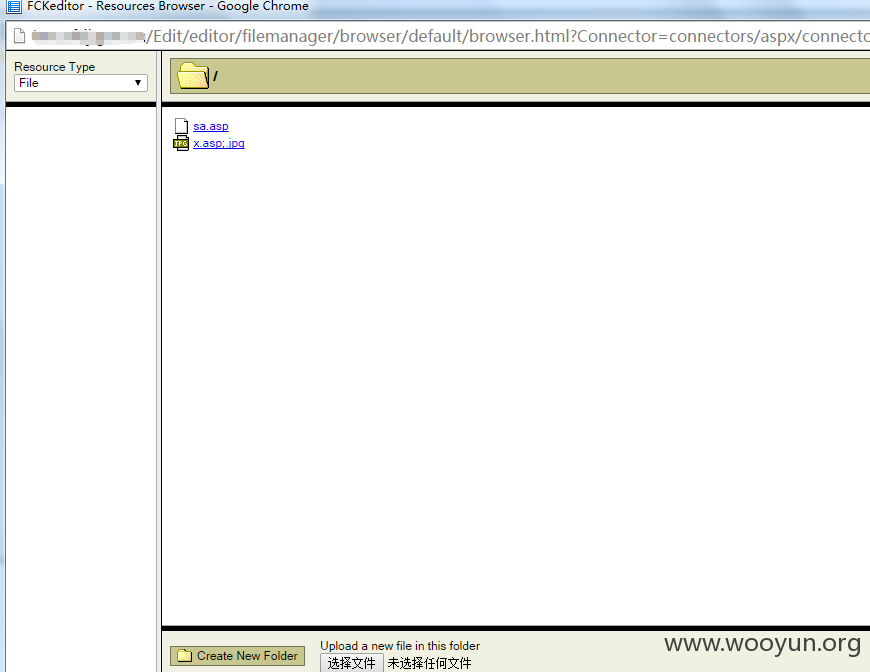 FCKeditor - Resources Browser - Google Chrome
/Edit/editor/filemanager/browser/default/browser.html?Connector=connectors/aspx/connecto
Resource Type
File
/
sa.asp
x.asp;.jpg
Create New Folder
Upload a new file in this folder
选择文件 未选择任何文件
www.wooyun.org